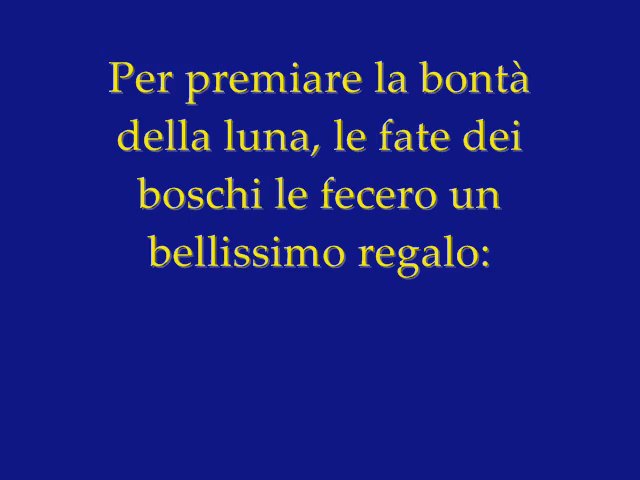 Per premiare la bontà
della luna, le fate dei
boschi le fecero un
bellissimo regalo: